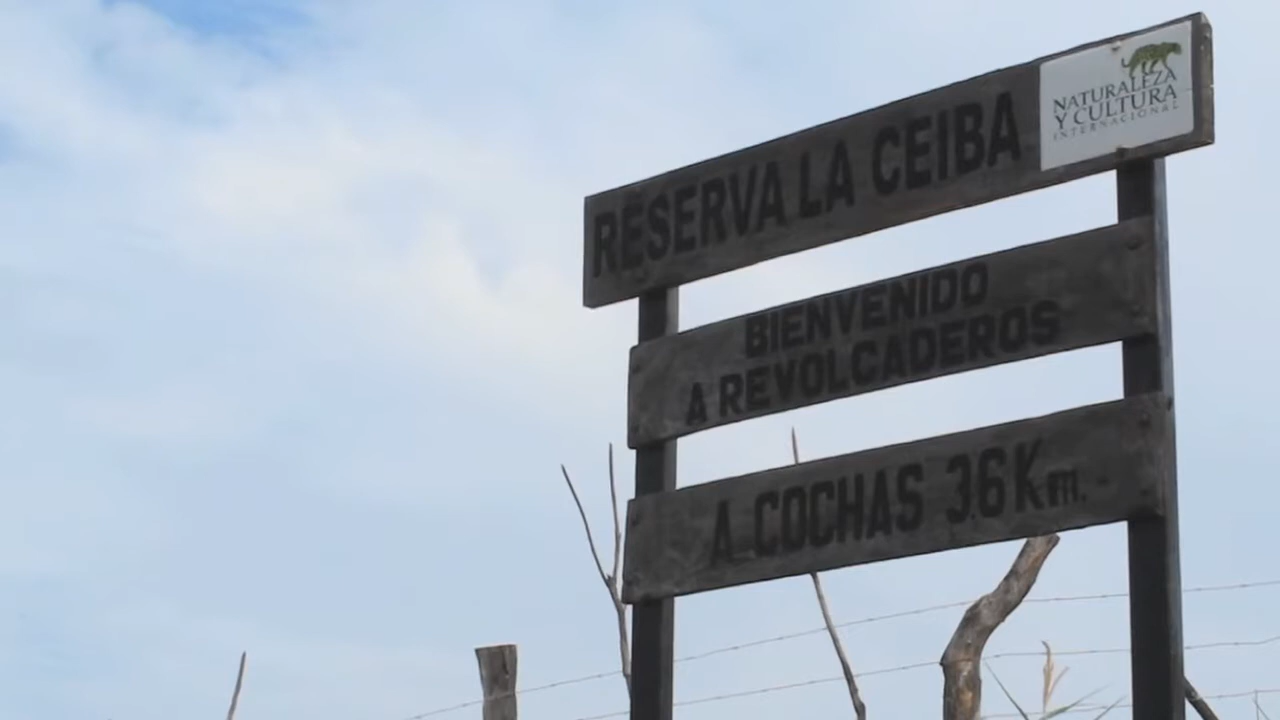 RESERVA LA CEIBA
NATURALEZA
Y CULTURA
INTERNACIONAL
BIENVENIDO
A REVOLCADEROS
A COCHAS 3.6 Km.